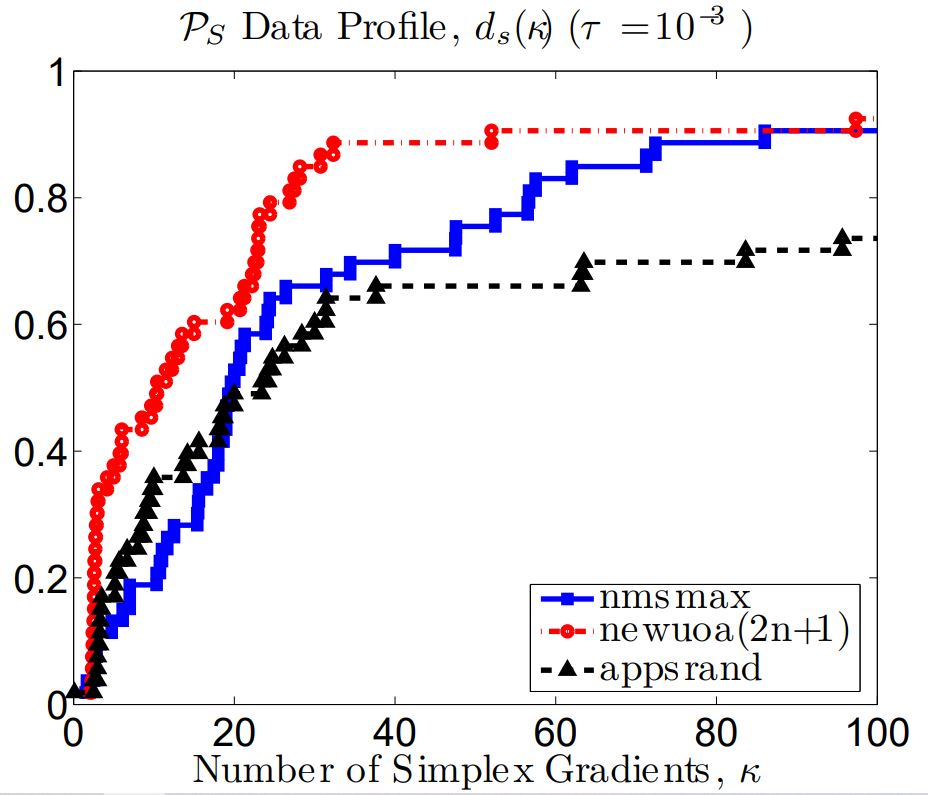 𝒫_S Data Profile, d_s(κ) (τ =10^-3 )
1
0.8
0.6
0.4
0.2
0
0 20 40 60 80 100
Number of Simplex Gradients, κ
nmsmax
newuoa(2n+1)
appsrand